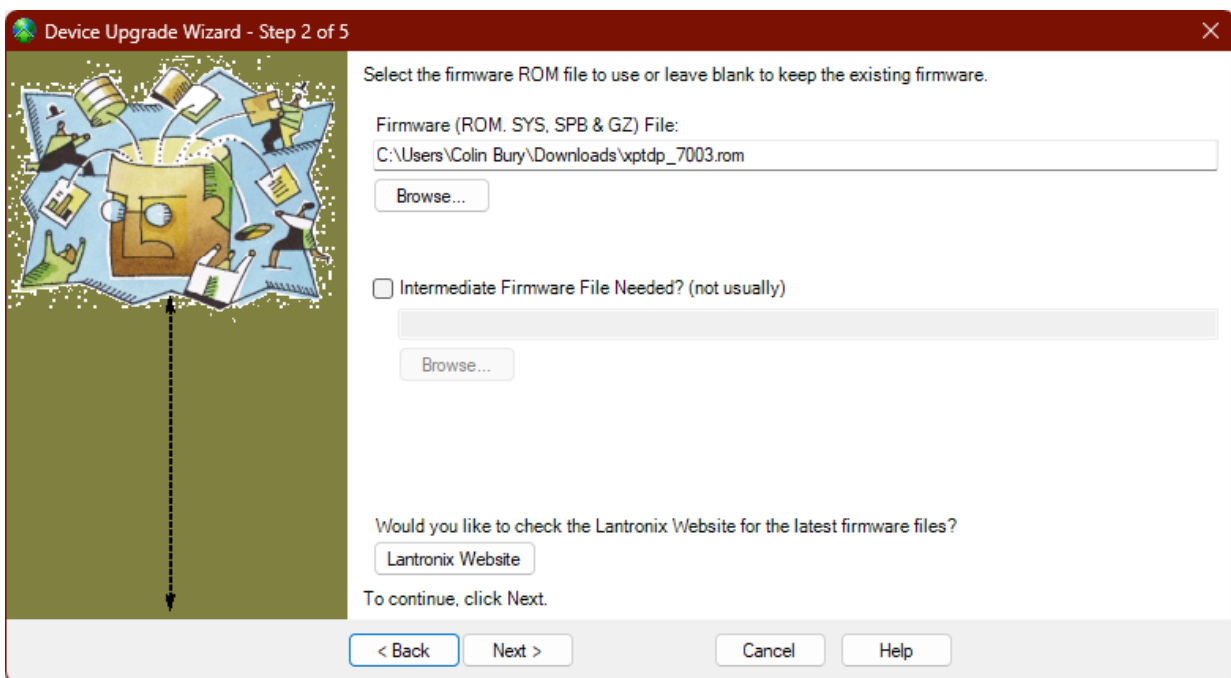 Device Upgrade Wizard - Step 2 of 5
Select the firmware ROM file to use or leave blank to keep the existing firmware.
Firmware (ROM. SYS, SPB & GZ) File:
C:\Users\Colin Bury\Downloads\xptdp_7003.rom
Browse...
Intermediate Firmware File Needed? (not usually)
Browse...
Would you like to check the Lantronix Website for the latest firmware files?
Lantronix Website
To continue, click Next.
< Back Next > Cancel Help